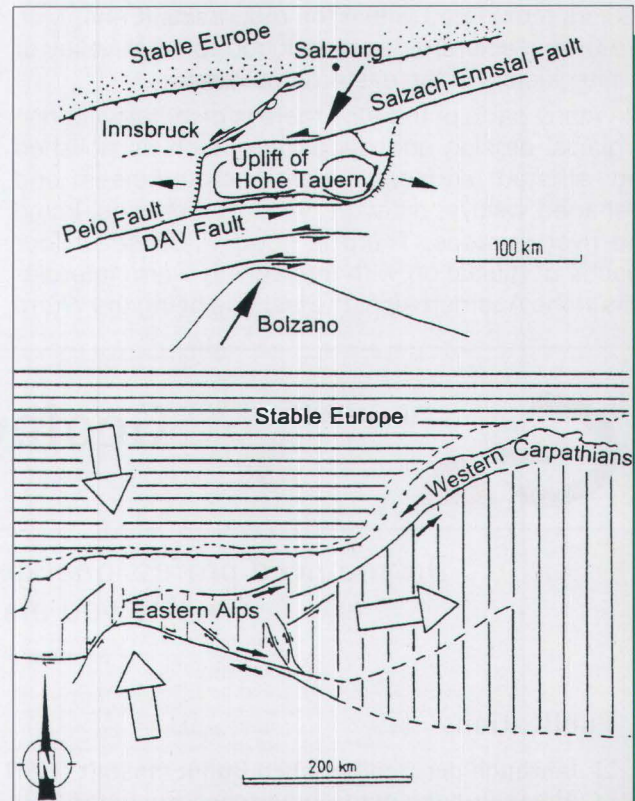 Stable Europe
Salzburg
Salzach-Ennstal Fault
Innsbruck
Uplift of
Hohe Tauern
Peio Fault
DAV Fault
100 km
Bolzano
Stable Europe
Western Carpathians
Eastern Alps
N
200 km